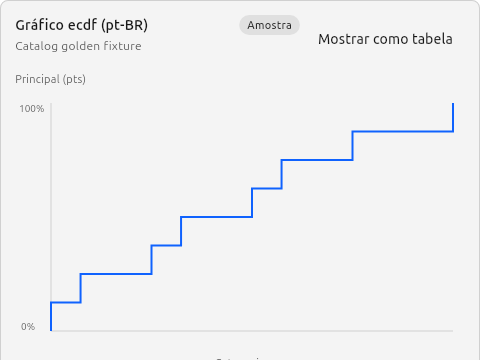 Gráfico ecdf (pt-BR)
Amostra
Catalog golden fixture
Mostrar como tabela
Principal (pts)
100%
0%